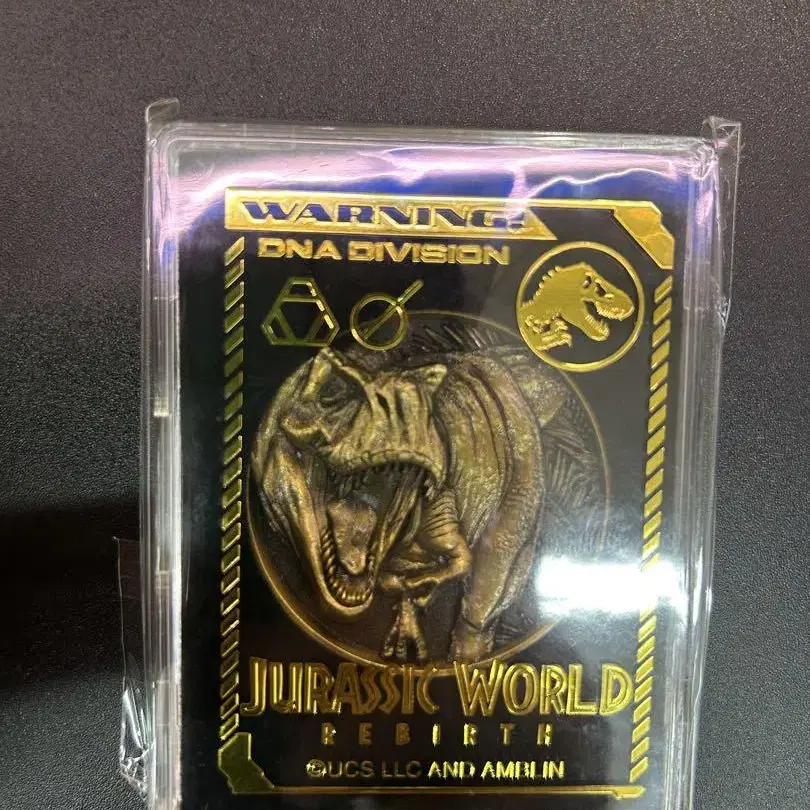 WARNING!
DNA DIVISION
JURASSIC WORLD
REBIRTH
©UCS LLC AND AMBLIN